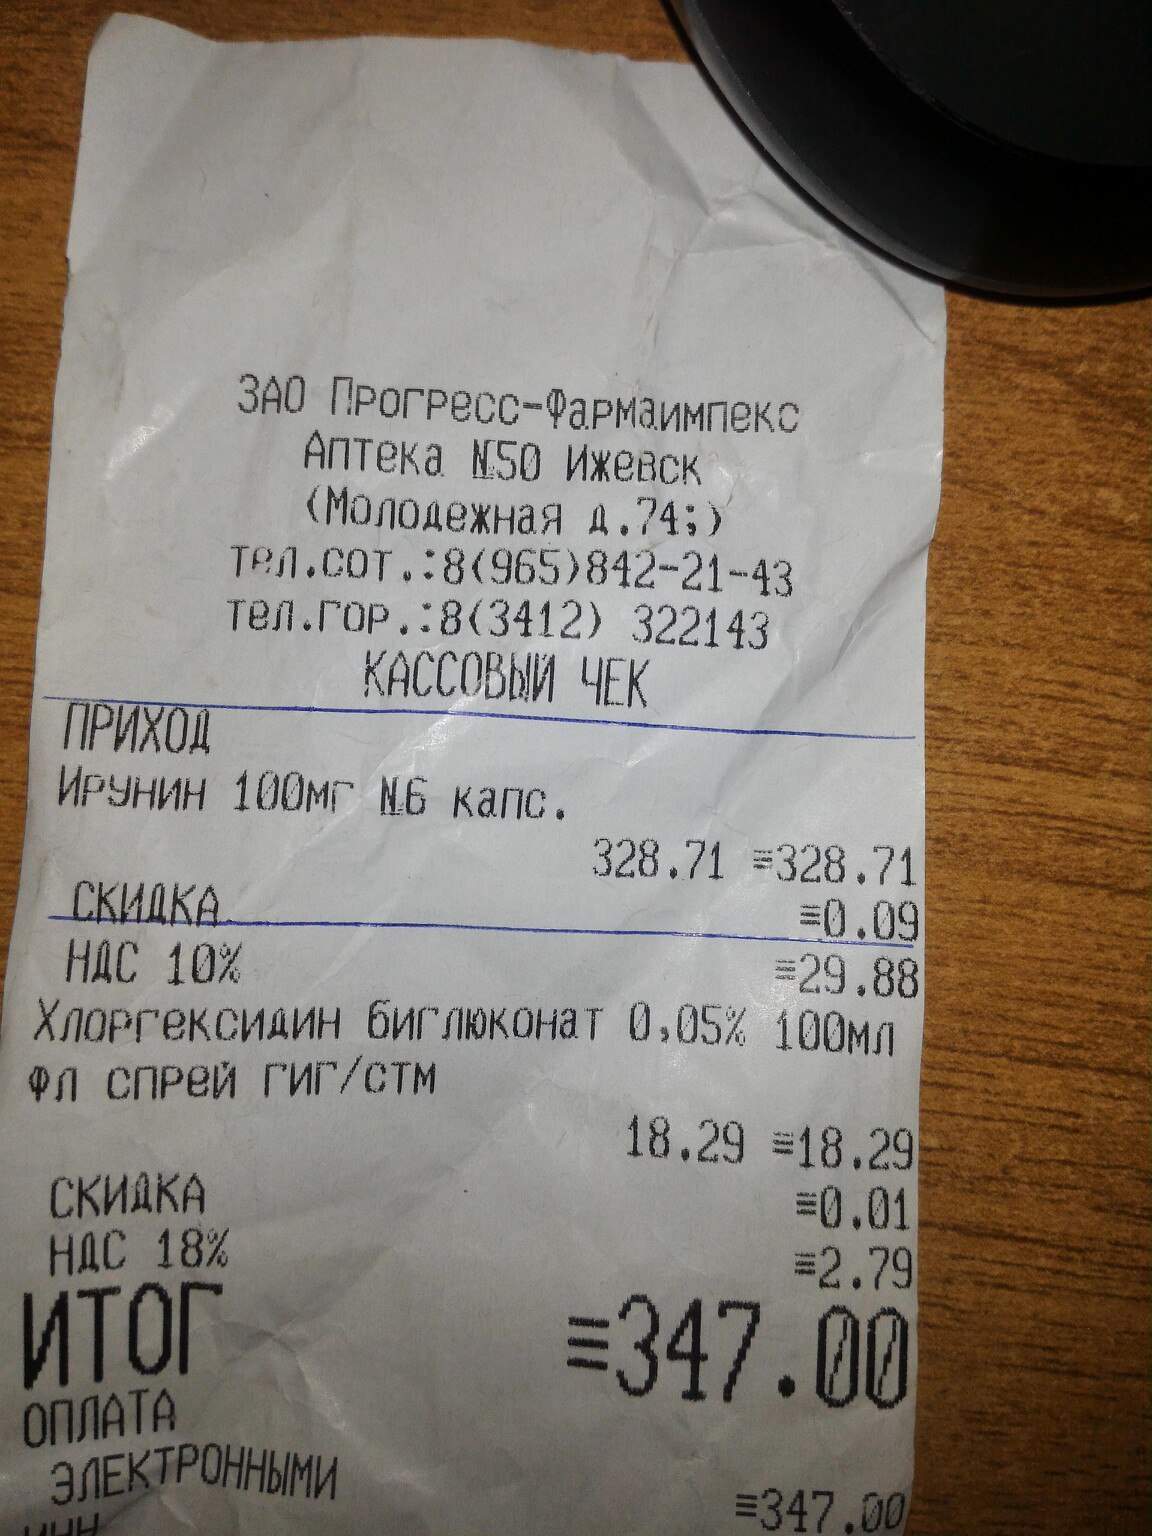 ЗАО Прогресс-Фармаимпекс
Аптека №50 Ижевск
(Молодежная д.74;)
тел.сот.:8(965)842-21-43
тел.гор.:8(3412) 322143
КАССОВЫЙ ЧЕК
ПРИХОД
Ирунин 100мг №6 капс.
328.71 ≡328.71
СКИДКА ≡0.09
НДС 10% ≡29.88
Хлоргексидин биглюконат 0,05% 100мл
фл спрей гиг/стм
18.29 ≡18.29
СКИДКА ≡0.01
НДС 18% ≡2.79
ИТОГ ≡347.00
ОПЛАТА
ЭЛЕКТРОННЫМИ ≡347.00